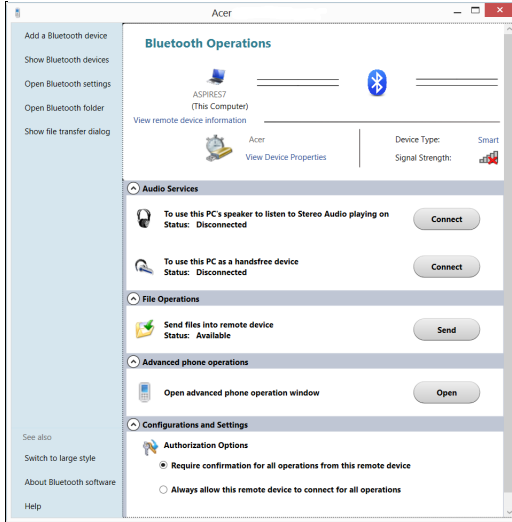 Acer
Add a Bluetooth device
Show Bluetooth devices
Open Bluetooth settings
Open Bluetooth folder
Show file transfer dialog
Bluetooth Operations
ASPIRES7
(This Computer)
View remote device information
Acer
View Device Properties
Device Type: Smart
Signal Strength:
Audio Services
To use this PC's speaker to listen to Stereo Audio playing on
Status: Disconnected
Connect
To use this PC as a handsfree device
Status: Disconnected
Connect
File Operations
Send files into remote device
Status: Available
Send
Advanced phone operations
Open advanced phone operation window
Open
Configurations and Settings
Authorization Options
Require confirmation for all operations from this remote device
Always allow this remote device to connect for all operations
See also
Switch to large style
About Bluetooth software
Help